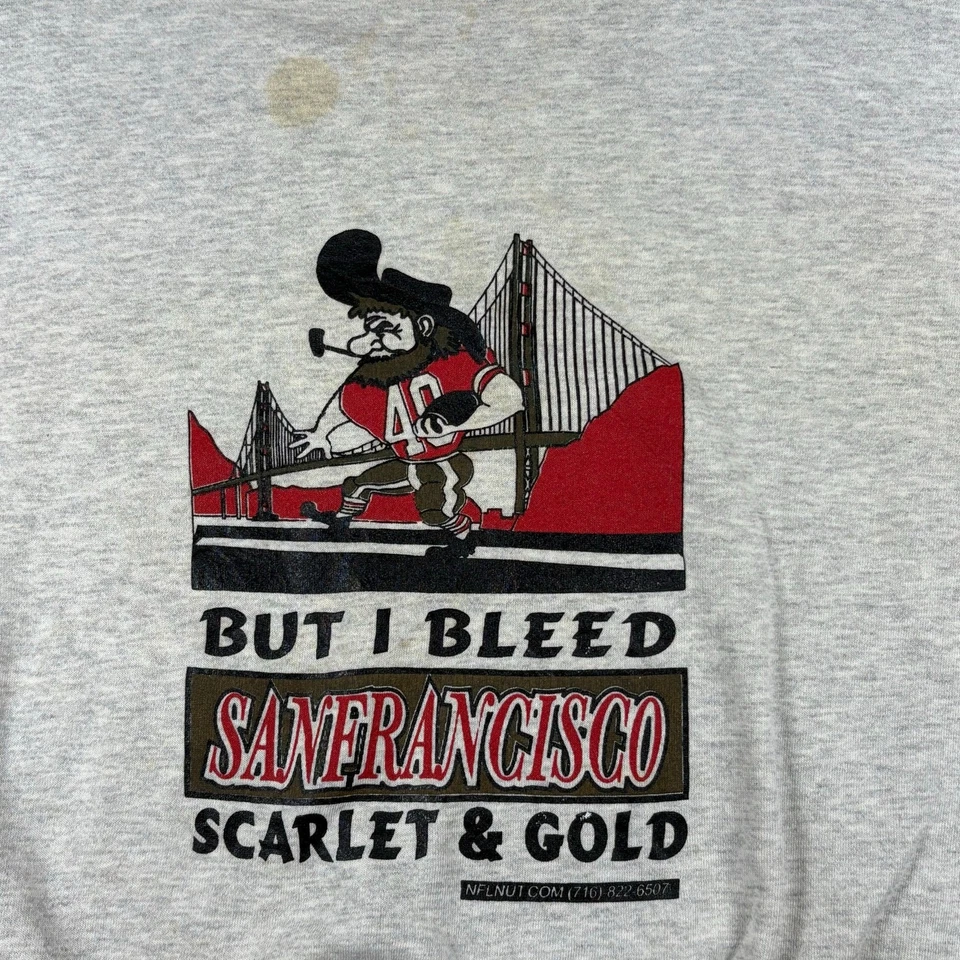 40
BUT I BLEED
SANFRANCISCO
SCARLET & GOLD
NFLNUT.COM (716)-822-6507